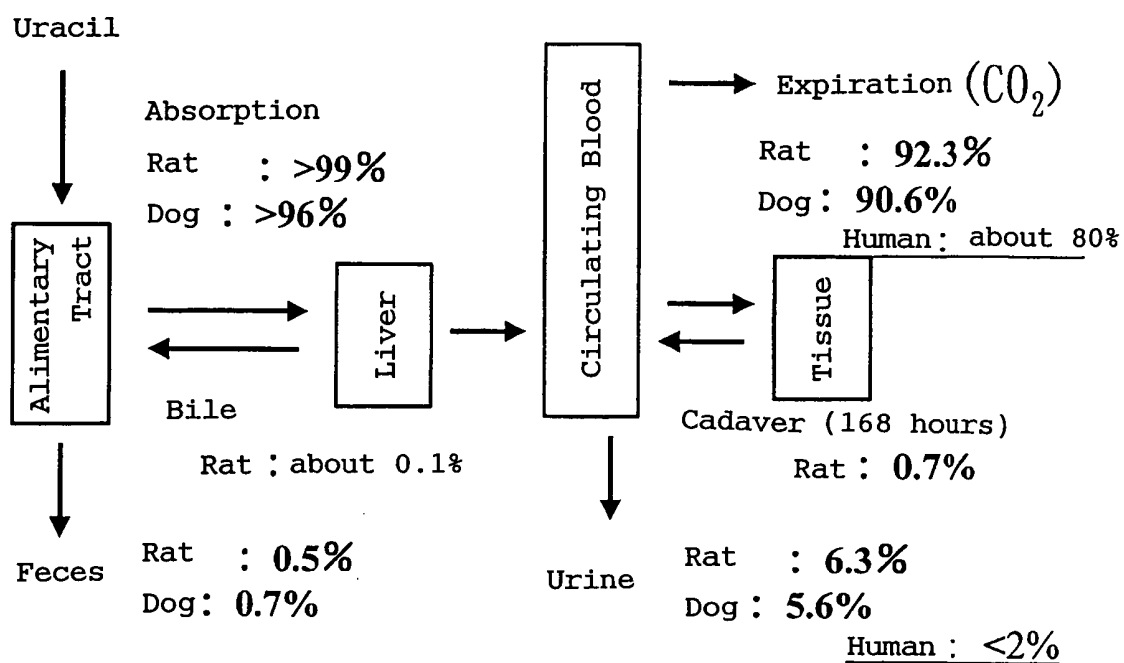 Uracil
Absorption
Rat : >99%
Dog : >96%
Alimentary
Tract
Bile
Rat : about 0.1%
Liver
Circulating Blood
Expiration (CO₂)
Rat : 92.3%
Dog : 90.6%
Human : about 80%
Tissue
Cadaver (168 hours)
Rat : 0.7%
Feces
Rat : 0.5%
Dog : 0.7%
Urine
Rat : 6.3%
Dog : 5.6%
Human : <2%